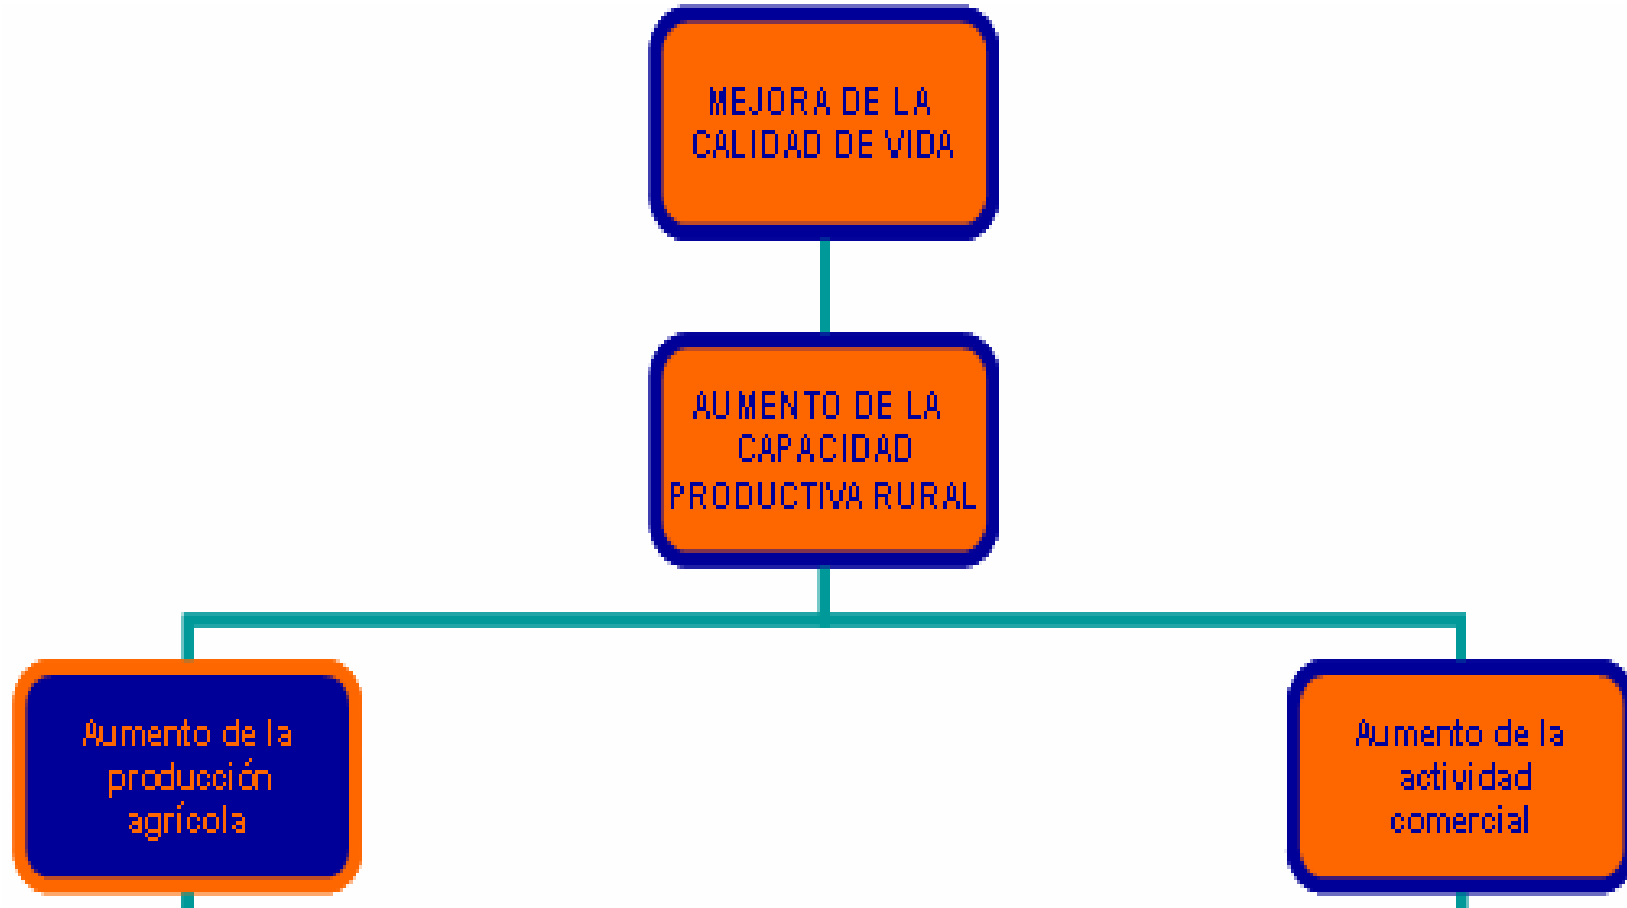 MEJORA DE LA
CALIDAD DE VIDA
AUMENTO DE LA
CAPACIDAD
PRODUCTIVA RURAL
Aumento de la
producción
agrícola
Aumento de la
actividad
comercial